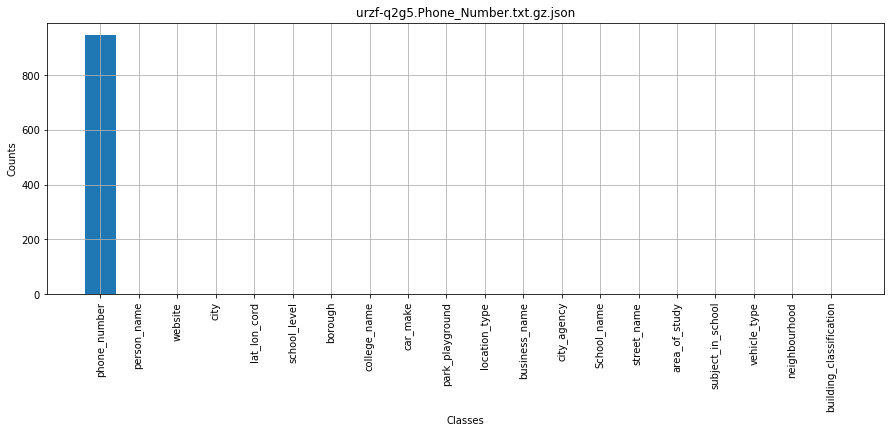 urzf-q2g5.Phone_Number.txt.gz.json
Counts
800
600
400
200
0
phone_number
person_name
website
city
lat_lon_cord
school_level
borough
college_name
car_make
park_playground
location_type
business_name
city_agency
School_name
street_name
area_of_study
subject_in_school
vehicle_type
neighbourhood
building_classification
Classes